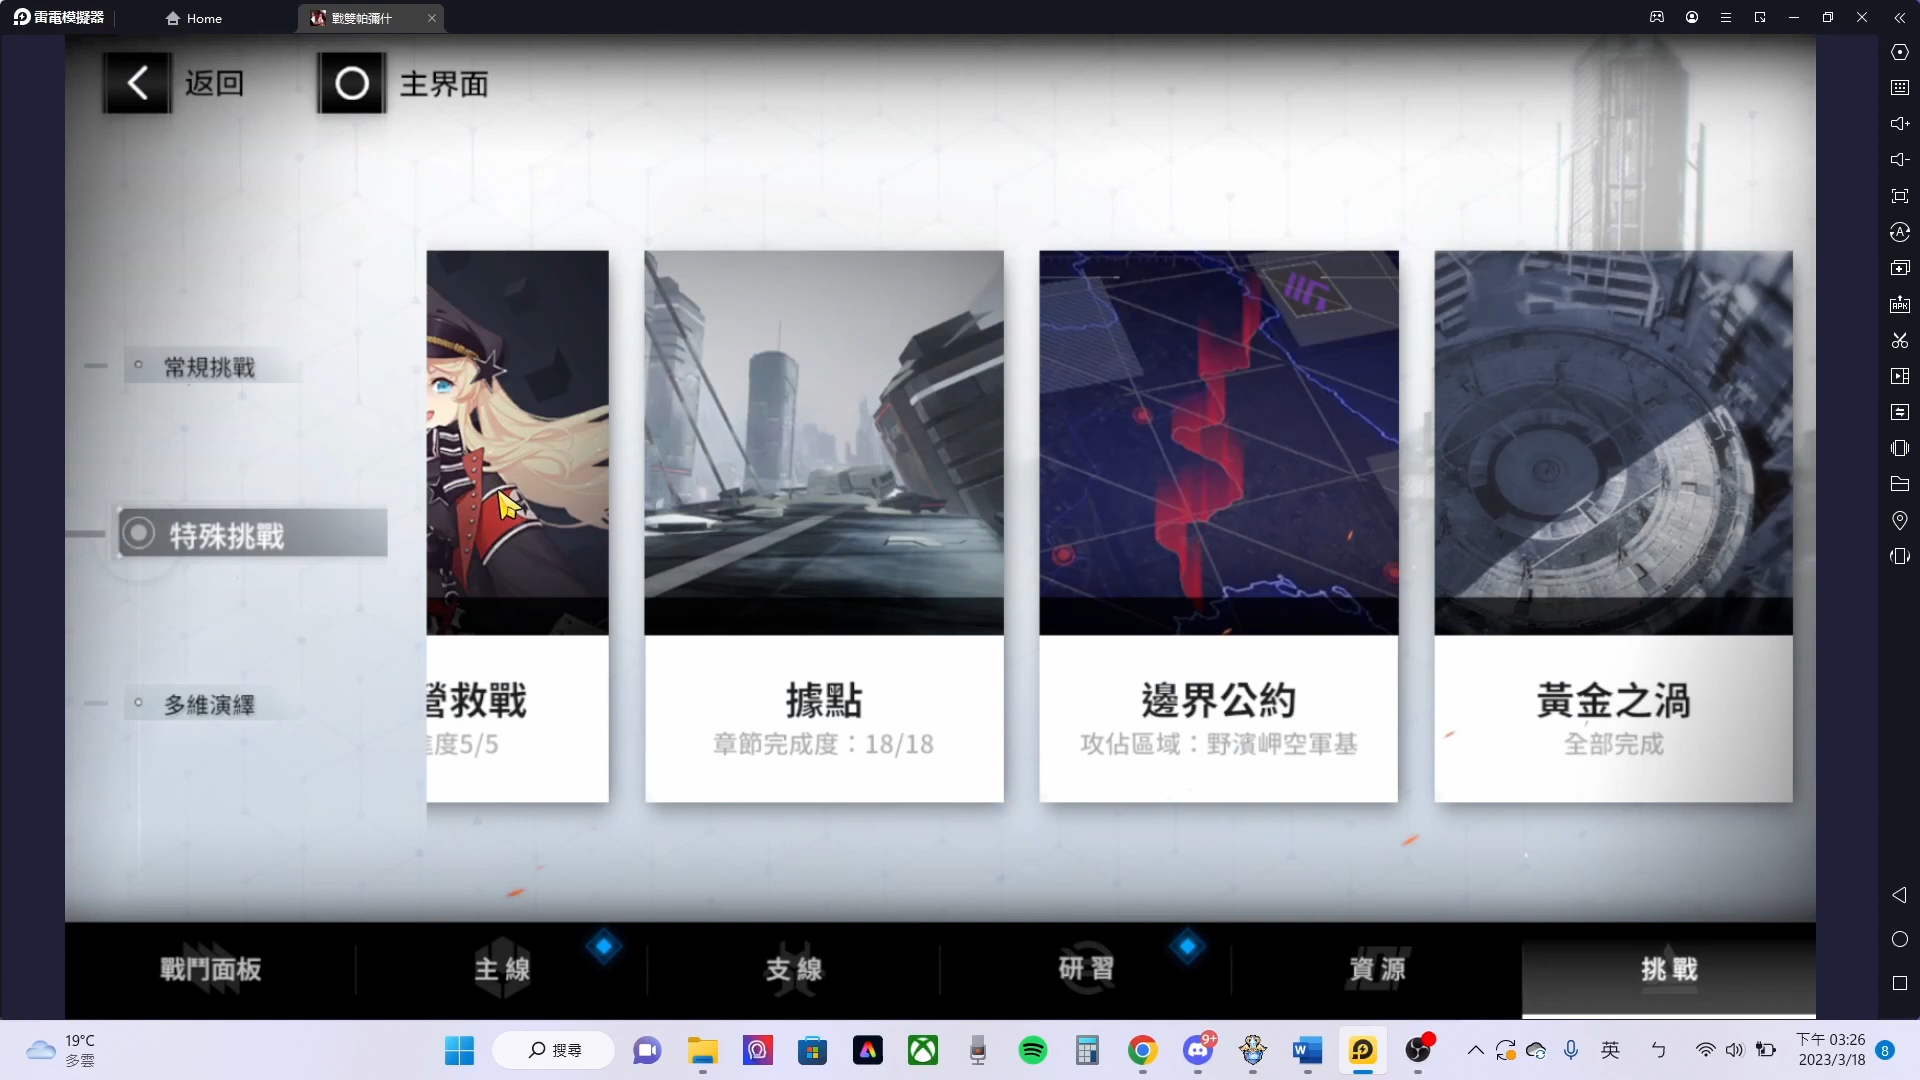 雷電模擬器
Home
戰雙帕彌什
返回
主界面
常規挑戰
特殊挑戰
多維演繹
營救戰
進度5/5
據點
章節完成度：18/18
邊界公約
攻佔區域：野濱岬空軍基
黃金之渦
全部完成
戰鬥面板
主線
支線
研習
資源
挑戰
APK
19°C
多雲
搜尋
9+
英
ㄅ
下午 03:26
2023/3/18
8